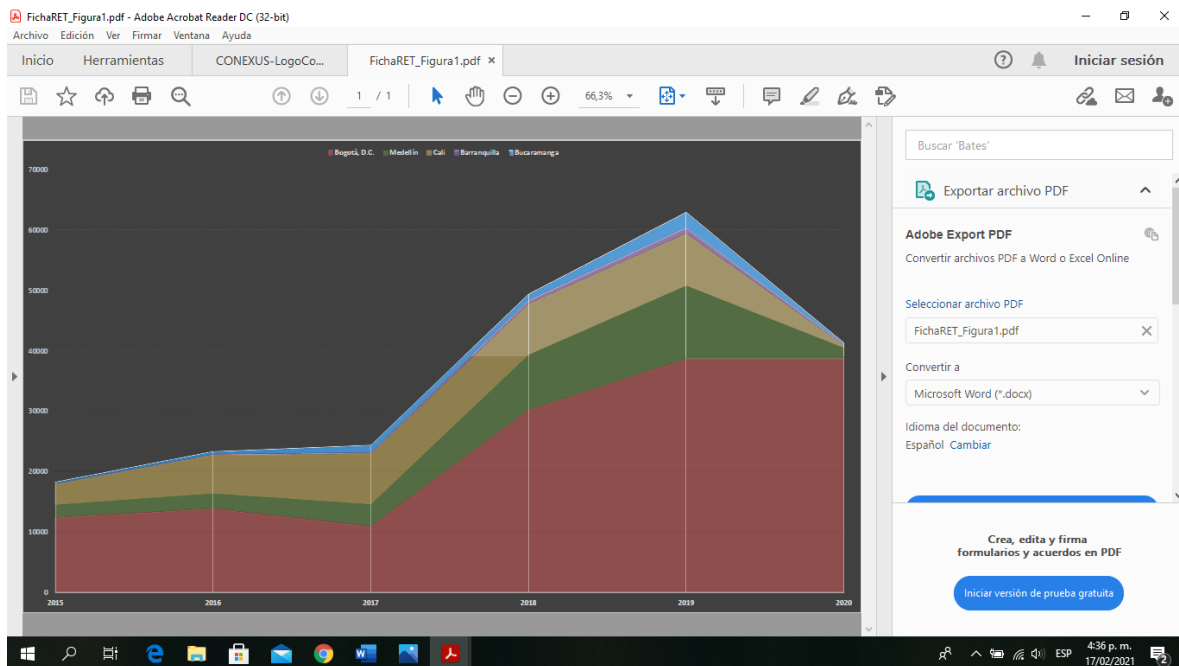 FichaRET_Figura1.pdf - Adobe Acrobat Reader DC (32-bit)
Archivo Edición Ver Firmar Ventana Ayuda
Inicio Herramientas CONEXUS-LogoCo... FichaRET_Figura1.pdf × Iniciar sesión
1 / 1 66,3%
Bogotá, D.C. Medellín Cali Barranquilla Bucaramanga
70000
60000
50000
40000
30000
20000
10000
0
2015 2016 2017 2018 2019 2020
Buscar 'Bates'
Exportar archivo PDF
Adobe Export PDF
Convertir archivos PDF a Word o Excel Online
Seleccionar archivo PDF
FichaRET_Figura1.pdf
Convertir a
Microsoft Word (*.docx)
Idioma del documento:
Español Cambiar
Crea, edita y firma
formularios y acuerdos en PDF
Iniciar versión de prueba gratuita
ESP
4:36 p. m.
17/02/2021
2